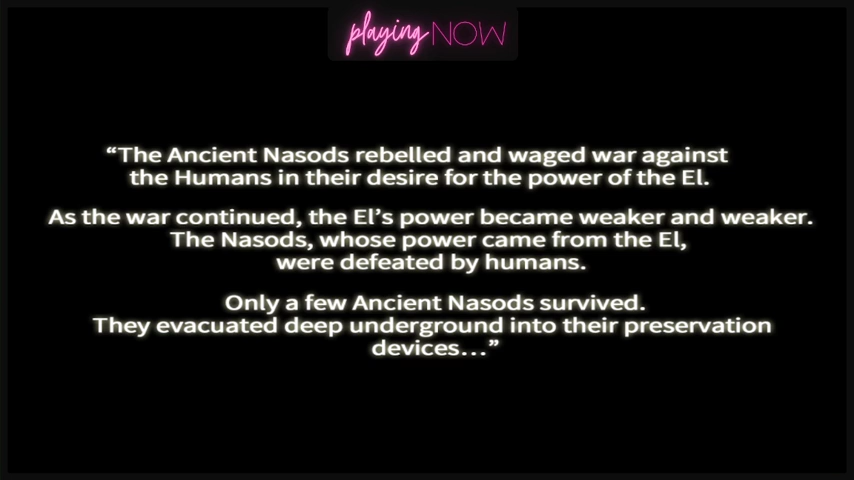 playing NOW
“The Ancient Nasods rebelled and waged war against
the Humans in their desire for the power of the El.
As the war continued, the El’s power became weaker and weaker.
The Nasods, whose power came from the El,
were defeated by humans.
Only a few Ancient Nasods survived.
They evacuated deep underground into their preservation
devices...”